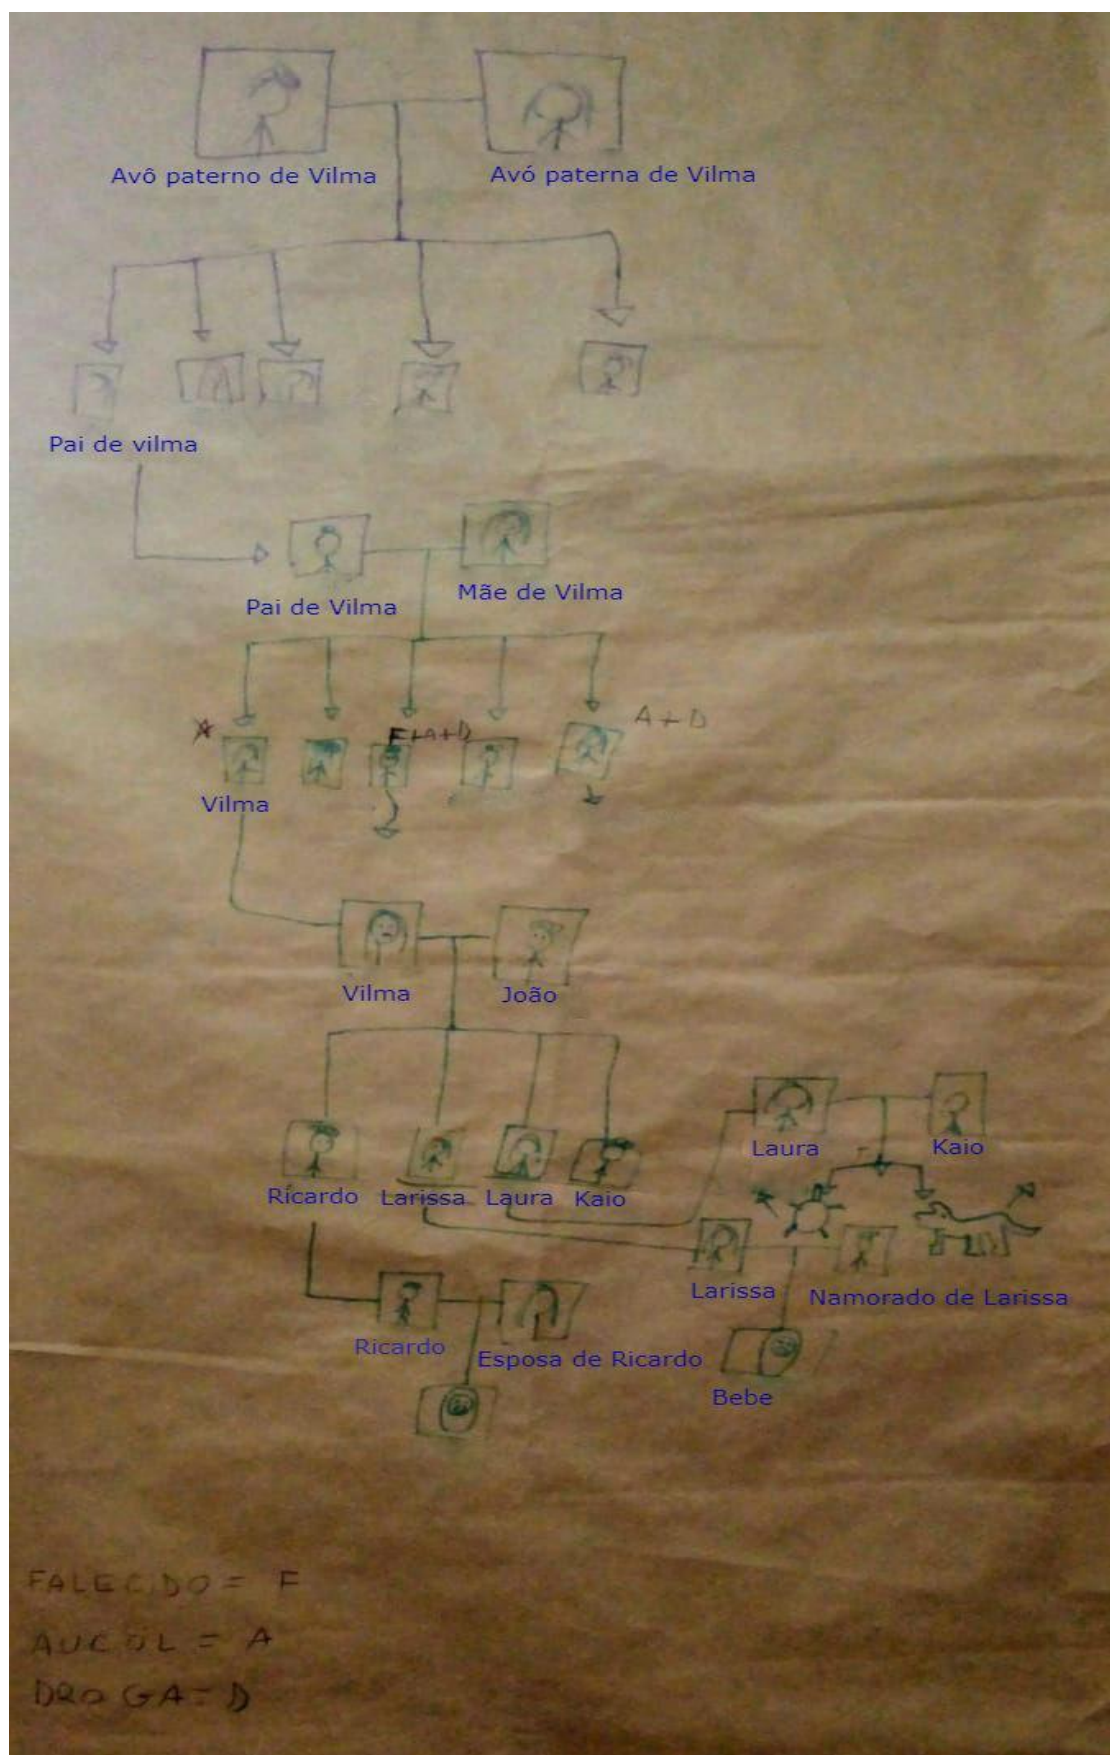 Avô paterno de Vilma
Avó paterna de Vilma
Pai de vilma
Pai de Vilma
Mãe de Vilma
A
F+A+D
A+D
Vilma
Vilma
João
Ricardo
Larissa
Laura
Kaio
Laura
Kaio
Larissa
Namorado de Larissa
Ricardo
Esposa de Ricardo
Bebe
FALECIDO = F
AUCOL = A
DROGA = D